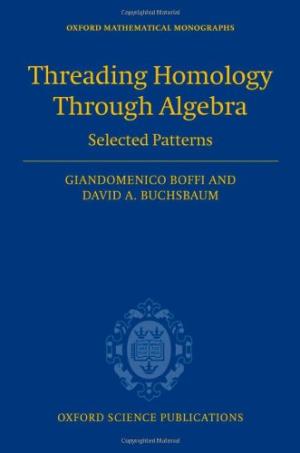 OXFORD MATHEMATICAL MONOGRAPHS
Threading Homology
Through Algebra
Selected Patterns
GIANDOMENICO BOFFI AND
DAVID A. BUCHSBAUM
OXFORD SCIENCE PUBLICATIONS